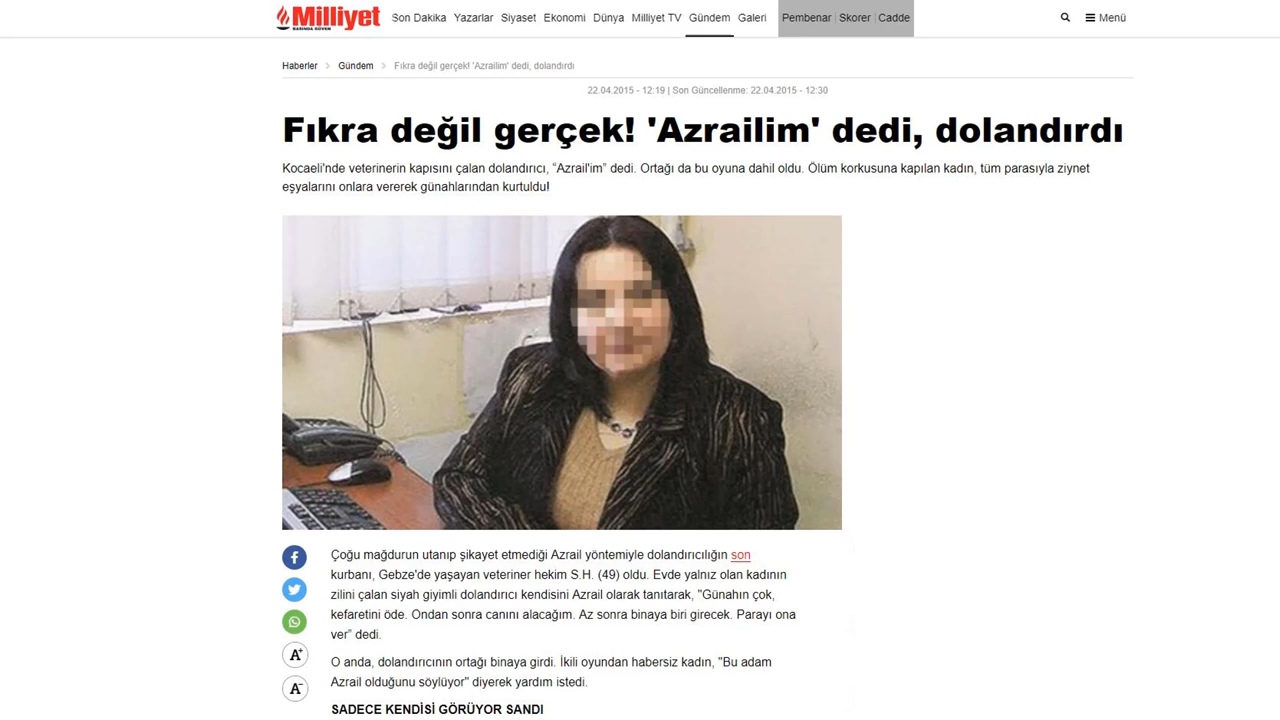 Milliyet
BASINDA GÜVEN
Son Dakika Yazarlar Siyaset Ekonomi Dünya Milliyet TV Gündem Galeri Pembenar Skorer Cadde Menü
Haberler Gündem Fıkra değil gerçek! 'Azrailim' dedi, dolandırdı
22.04.2015 - 12:19 | Son Güncellenme: 22.04.2015 - 12:30
Fıkra değil gerçek! 'Azrailim' dedi, dolandırdı
Kocaeli'nde veterinerin kapısını çalan dolandırıcı, “Azrail'im” dedi. Ortağı da bu oyuna dahil oldu. Ölüm korkusuna kapılan kadın, tüm parasıyla ziynet
eşyalarını onlara vererek günahlarından kurtuldu!
Çoğu mağdurun utanıp şikayet etmediği Azrail yöntemiyle dolandırıcılığın son
kurbanı, Gebze'de yaşayan veteriner hekim S.H. (49) oldu. Evde yalnız olan kadının
zilini çalan siyah giyimli dolandırıcı kendisini Azrail olarak tanıtarak, "Günahın çok,
kefaretini öde. Ondan sonra canını alacağım. Az sonra binaya biri girecek. Parayı ona
ver” dedi.
O anda, dolandırıcının ortağı binaya girdi. İkili oyundan habersiz kadın, "Bu adam
Azrail olduğunu söylüyor" diyerek yardım istedi.
SADECE KENDİSİ GÖRÜYOR SANDI
A+
A-